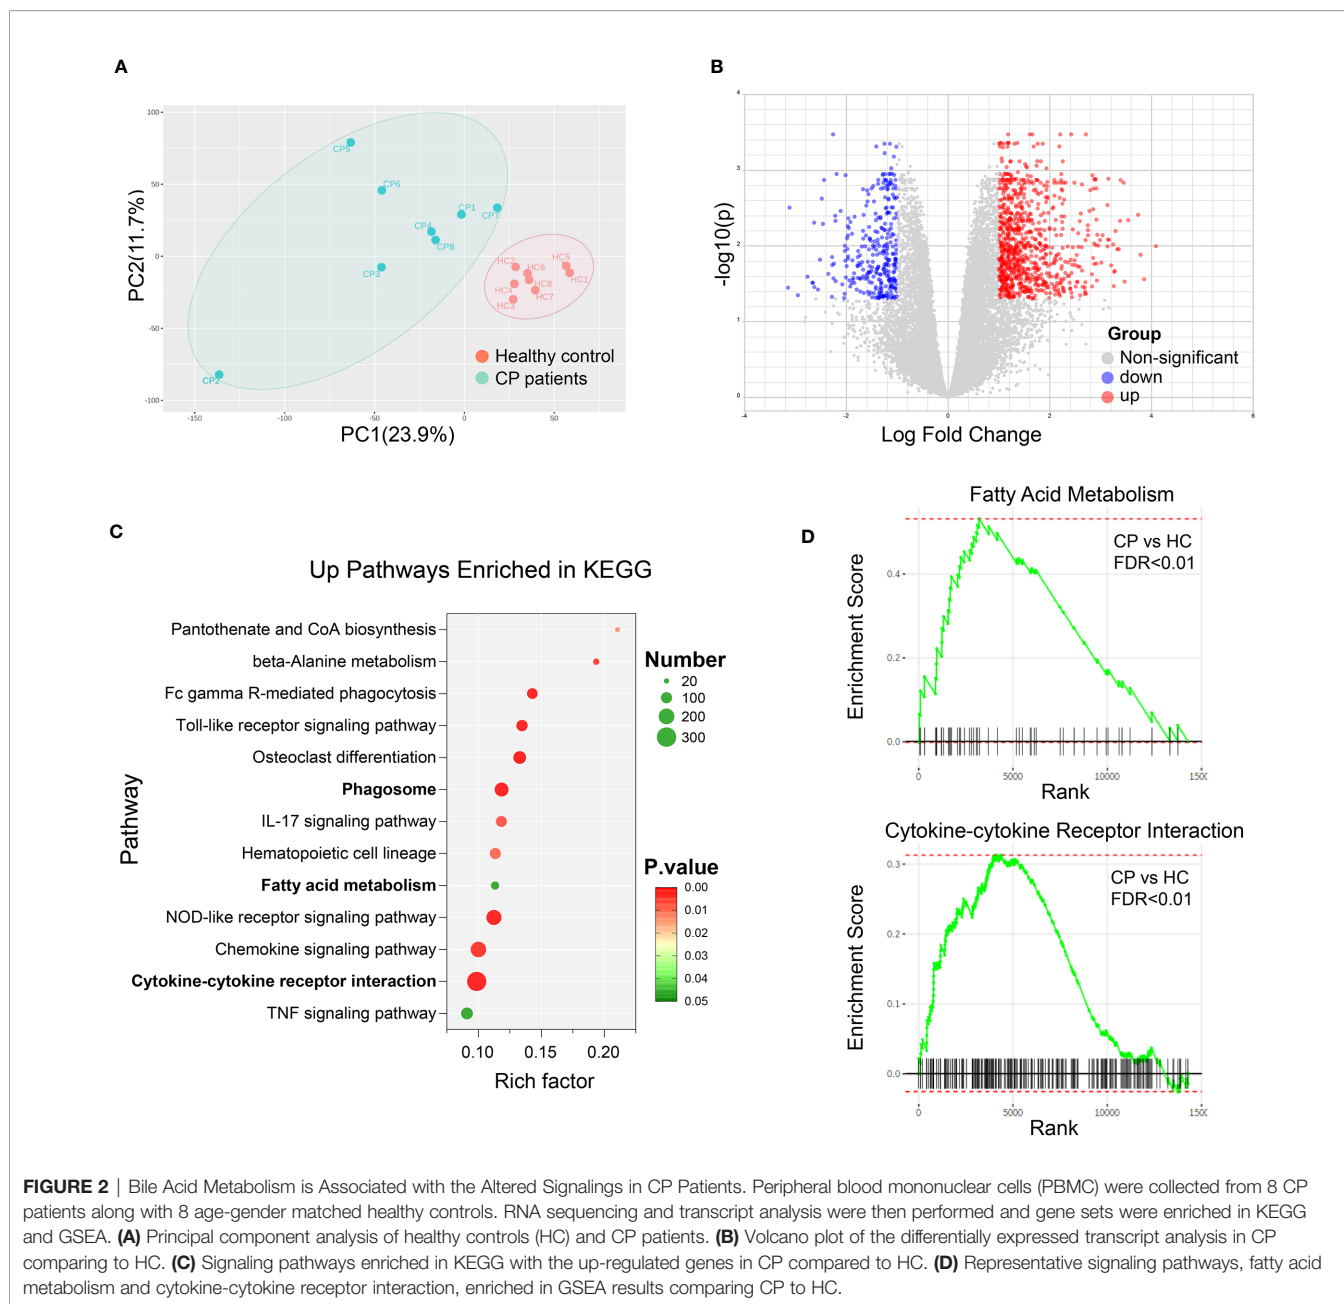 A
100
50
0
-50
-100
-150
-100
-50
0
50
PC2(11.7%)
PC1(23.9%)
CP5
CP6
CP1
CP7
CP4
CP8
CP3
CP2
HC2
HC6
HC5
HC1
HC4
HC8
HC7
HC3
Healthy control
CP patients
B
4
3
2
1
0
-4
-2
0
2
4
6
-log10(p)
Log Fold Change
Group
Non-significant
down
up
C
Up Pathways Enriched in KEGG
Pathway
Pantothenate and CoA biosynthesis
beta-Alanine metabolism
Fc gamma R-mediated phagocytosis
Toll-like receptor signaling pathway
Osteoclast differentiation
Phagosome
IL-17 signaling pathway
Hematopoietic cell lineage
Fatty acid metabolism
NOD-like receptor signaling pathway
Chemokine signaling pathway
Cytokine-cytokine receptor interaction
TNF signaling pathway
0.10
0.15
0.20
Rich factor
Number
20
100
200
300
P.value
0.00
0.01
0.02
0.03
0.04
0.05
D
Fatty Acid Metabolism
CP vs HC
FDR<0.01
Enrichment Score
0.4
0.2
0.0
0
5000
10000
1500
Rank
Cytokine-cytokine Receptor Interaction
CP vs HC
FDR<0.01
Enrichment Score
0.3
0.2
0.1
0.0
0
5000
10000
1500
Rank
FIGURE 2 | Bile Acid Metabolism is Associated with the Altered Signalings in CP Patients. Peripheral blood mononuclear cells (PBMC) were collected from 8 CP
patients along with 8 age-gender matched healthy controls. RNA sequencing and transcript analysis were then performed and gene sets were enriched in KEGG
and GSEA. (A) Principal component analysis of healthy controls (HC) and CP patients. (B) Volcano plot of the differentially expressed transcript analysis in CP
comparing to HC. (C) Signaling pathways enriched in KEGG with the up-regulated genes in CP compared to HC. (D) Representative signaling pathways, fatty acid
metabolism and cytokine-cytokine receptor interaction, enriched in GSEA results comparing CP to HC.